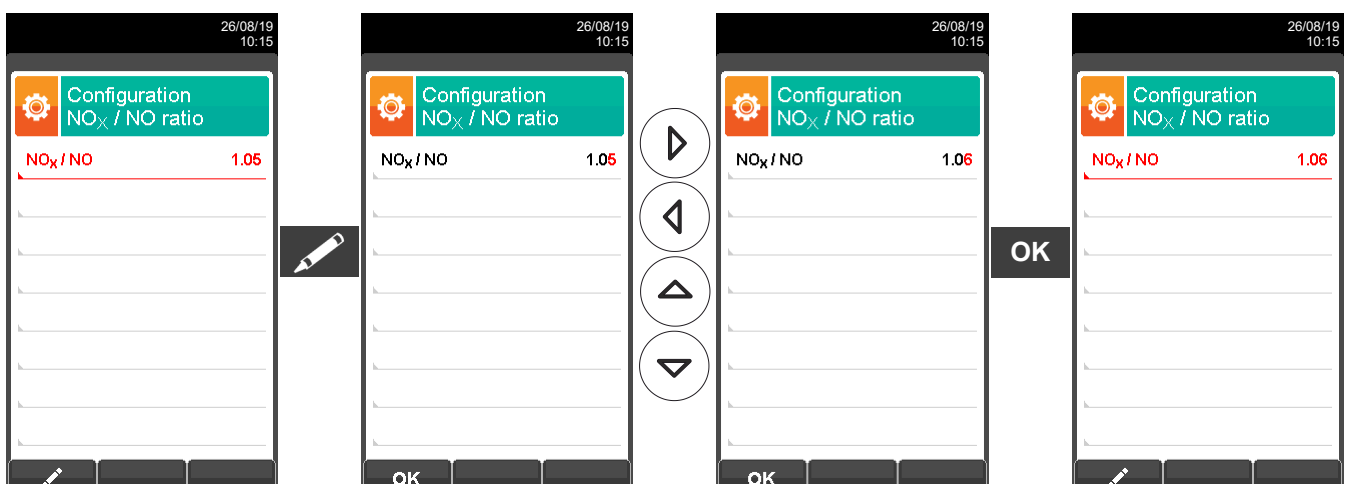 26/08/19
10:15
Configuration
NOX / NO ratio
NOX / NO 1.05
26/08/19
10:15
Configuration
NOX / NO ratio
NOX / NO 1.05
OK
26/08/19
10:15
Configuration
NOX / NO ratio
NOX / NO 1.06
OK
OK
26/08/19
10:15
Configuration
NOX / NO ratio
NOX / NO 1.06